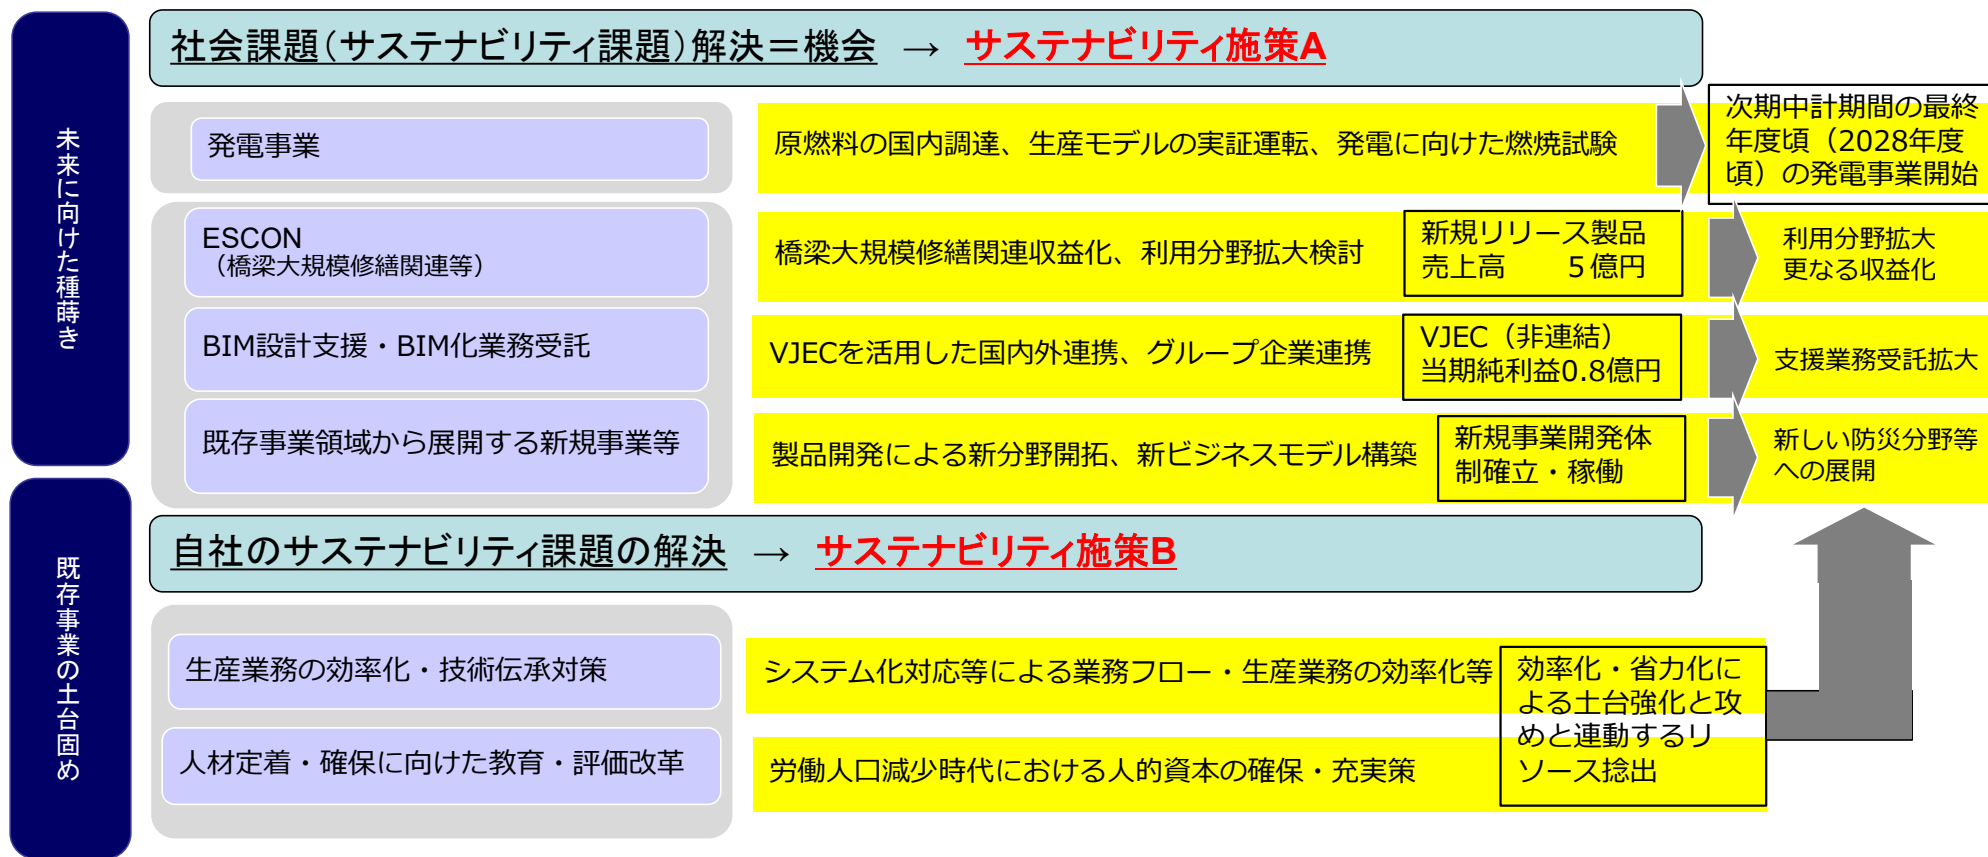 未来に向けた種蒔き
社会課題(サステナビリティ課題)解決＝機会 → サステナビリティ施策A
発電事業
原燃料の国内調達、生産モデルの実証運転、発電に向けた燃焼試験
次期中計期間の最終
年度頃（2028年度
頃）の発電事業開始
ESCON
（橋梁大規模修繕関連等）
橋梁大規模修繕関連収益化、利用分野拡大検討
新規リリース製品
売上高　　５億円
利用分野拡大
更なる収益化
BIM設計支援・BIM化業務受託
VJECを活用した国内外連携、グループ企業連携
VJEC（非連結）
当期純利益0.8億円
支援業務受託拡大
既存事業領域から展開する新規事業等
製品開発による新分野開拓、新ビジネスモデル構築
新規事業開発体
制確立・稼働
新しい防災分野等
への展開
既存事業の土台固め
自社のサステナビリティ課題の解決 → サステナビリティ施策B
生産業務の効率化・技術伝承対策
システム化対応等による業務フロー・生産業務の効率化等
効率化・省力化に
よる土台強化と攻
めと連動するリ
ソース捻出
人材定着・確保に向けた教育・評価改革
労働人口減少時代における人的資本の確保・充実策